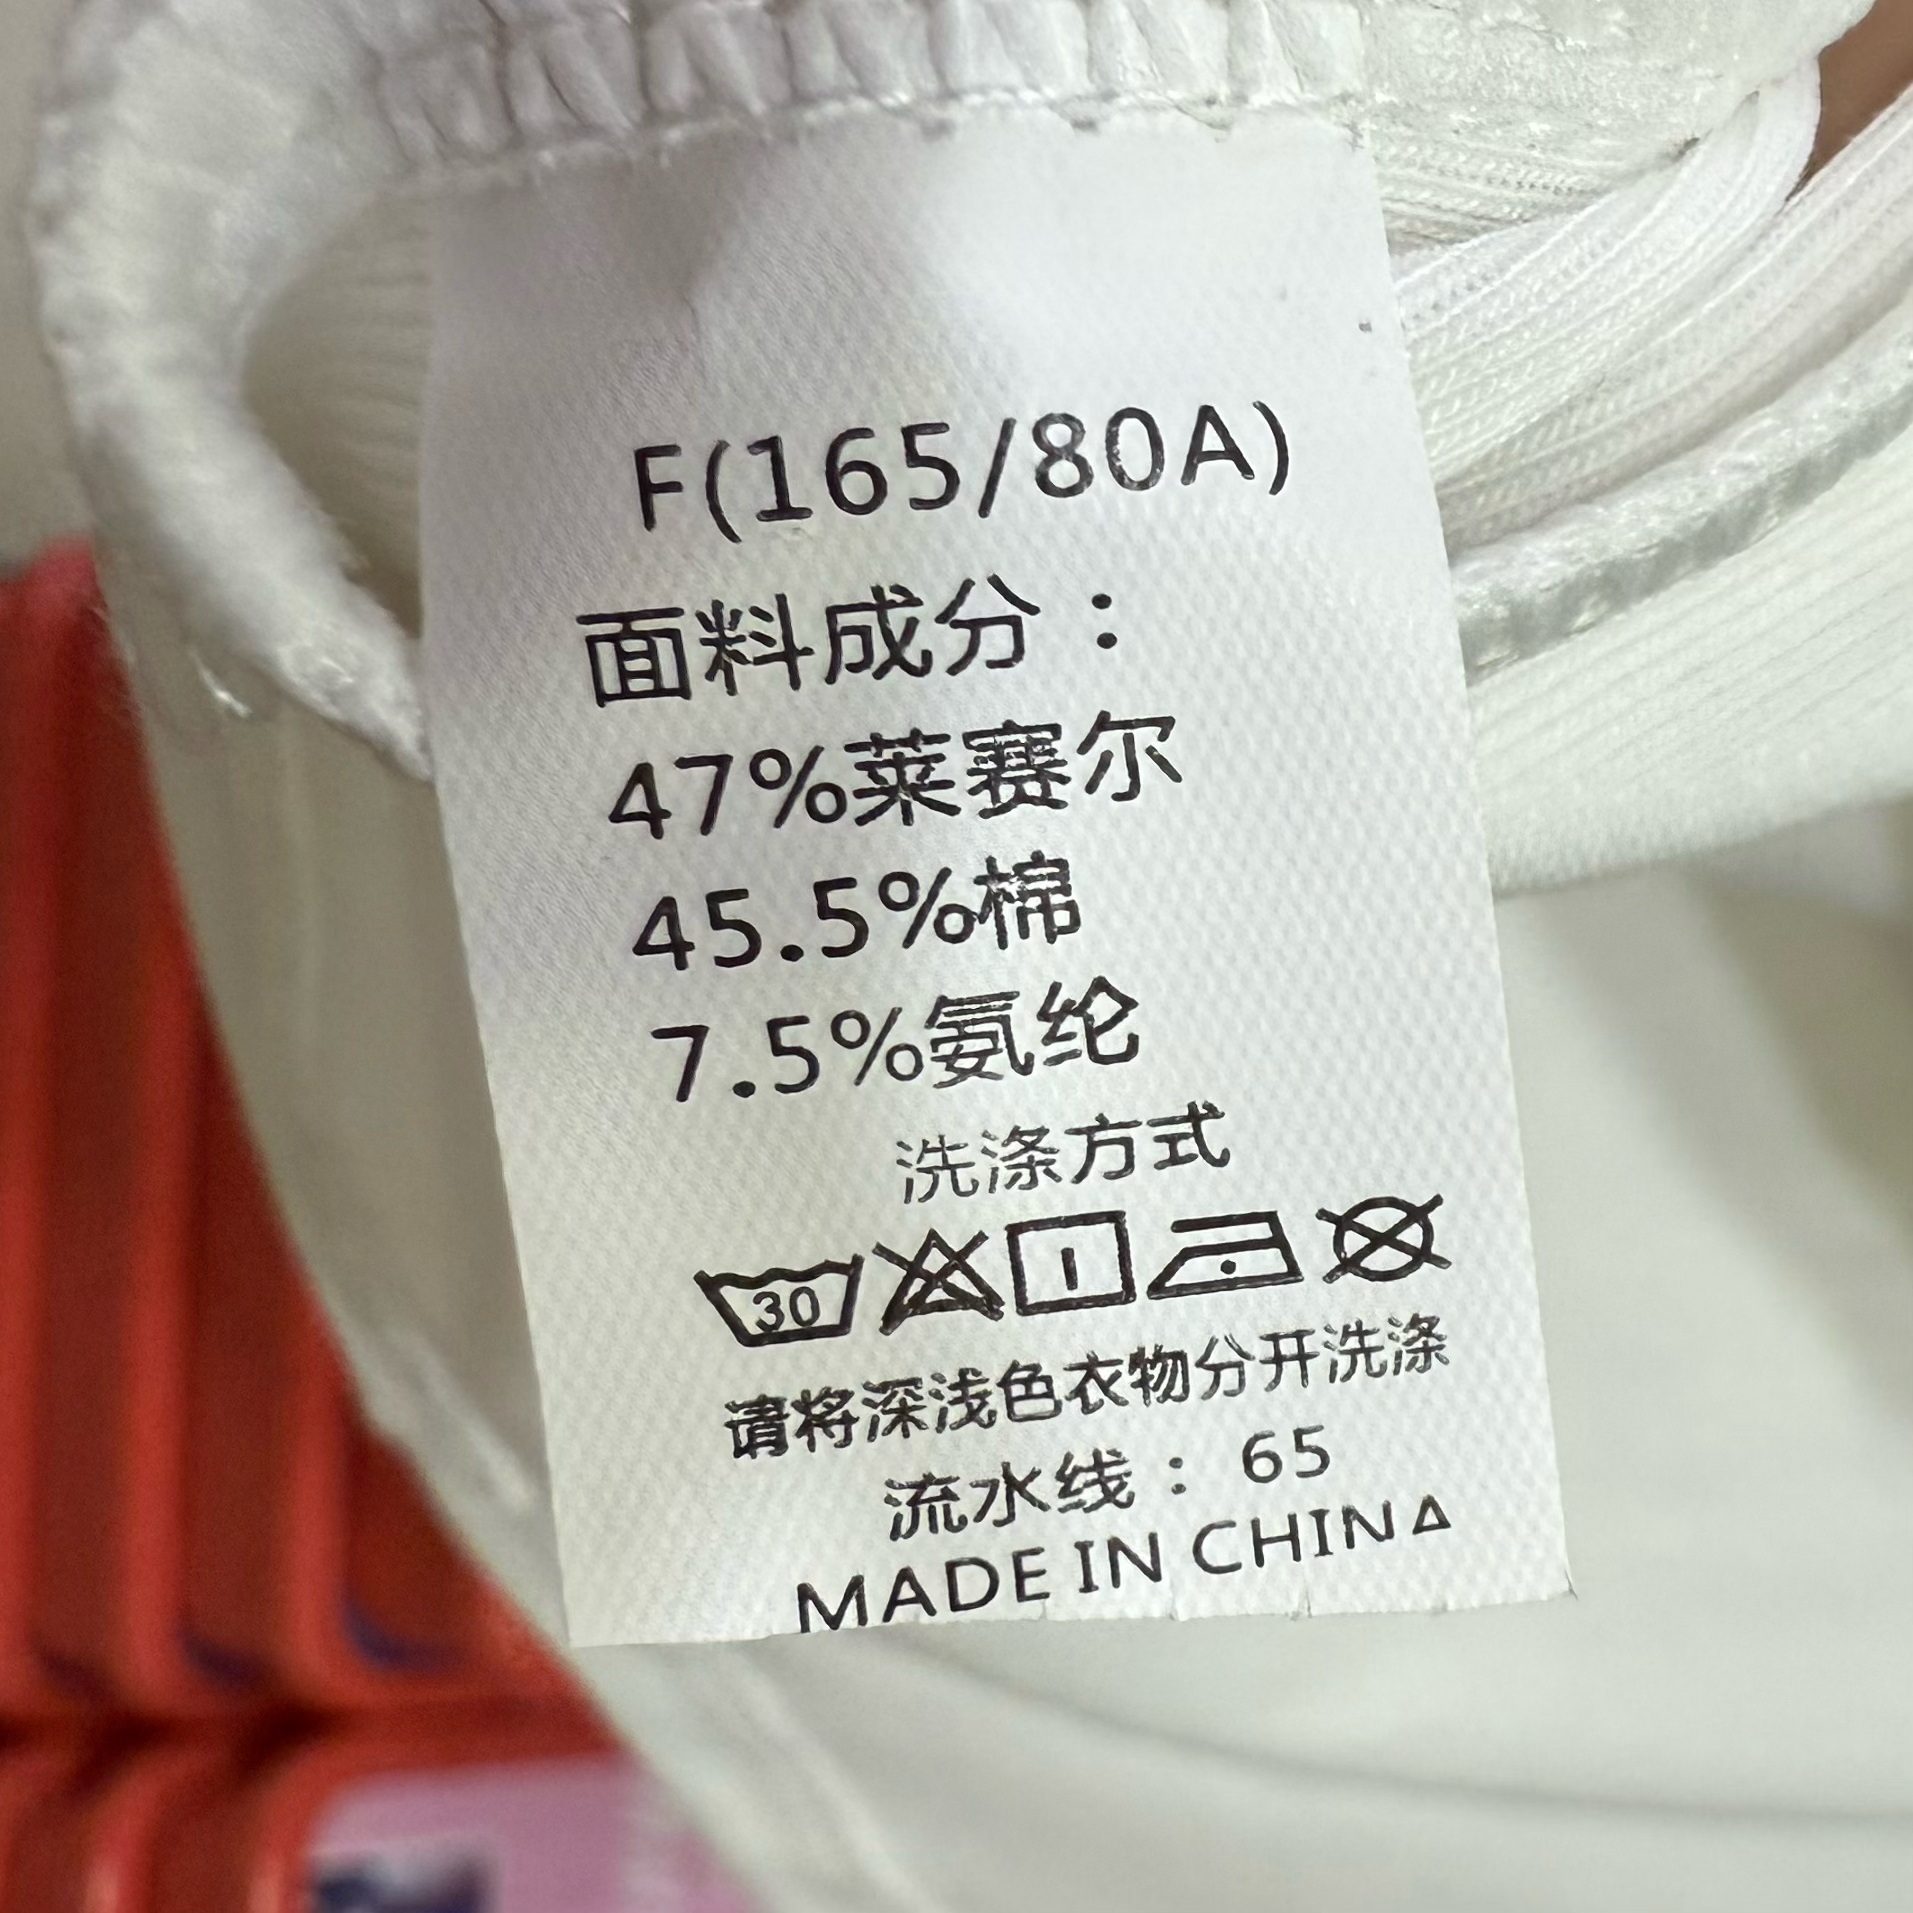 F(165/80A)
面料成分：
47%莱赛尔
45.5%棉
7.5%氨纶
洗涤方式
30
请将深浅色衣物分开洗涤
流水线：65
MADE IN CHINA